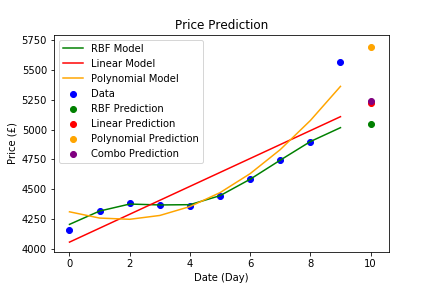 Price Prediction
5750
5500
5250
5000
4750
4500
4250
4000
Price (£)
RBF Model
Linear Model
Polynomial Model
Data
RBF Prediction
Linear Prediction
Polynomial Prediction
Combo Prediction
0 2 4 6 8 10
Date (Day)